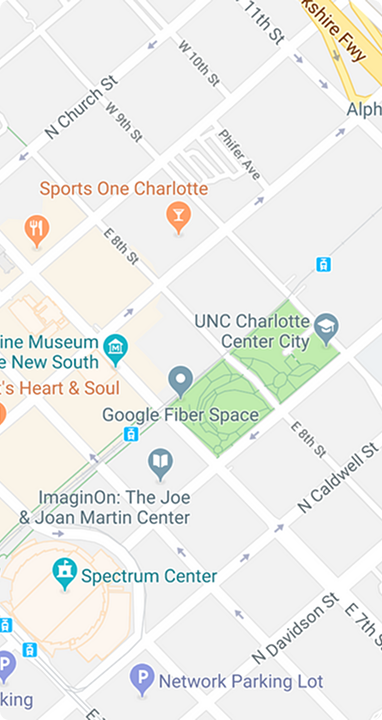 11th St
kshire Fwy
W 10th St
N Church St
W 9th St
Alph
Phifer Ave
Sports One Charlotte
E 8th St
UNC Charlotte
Center City
ine Museum
e New South
t's Heart & Soul
Google Fiber Space
E 8th St
N Caldwell St
ImaginOn: The Joe
& Joan Martin Center
Spectrum Center
N Davidson St
E 7th St
P
king
P
Network Parking Lot